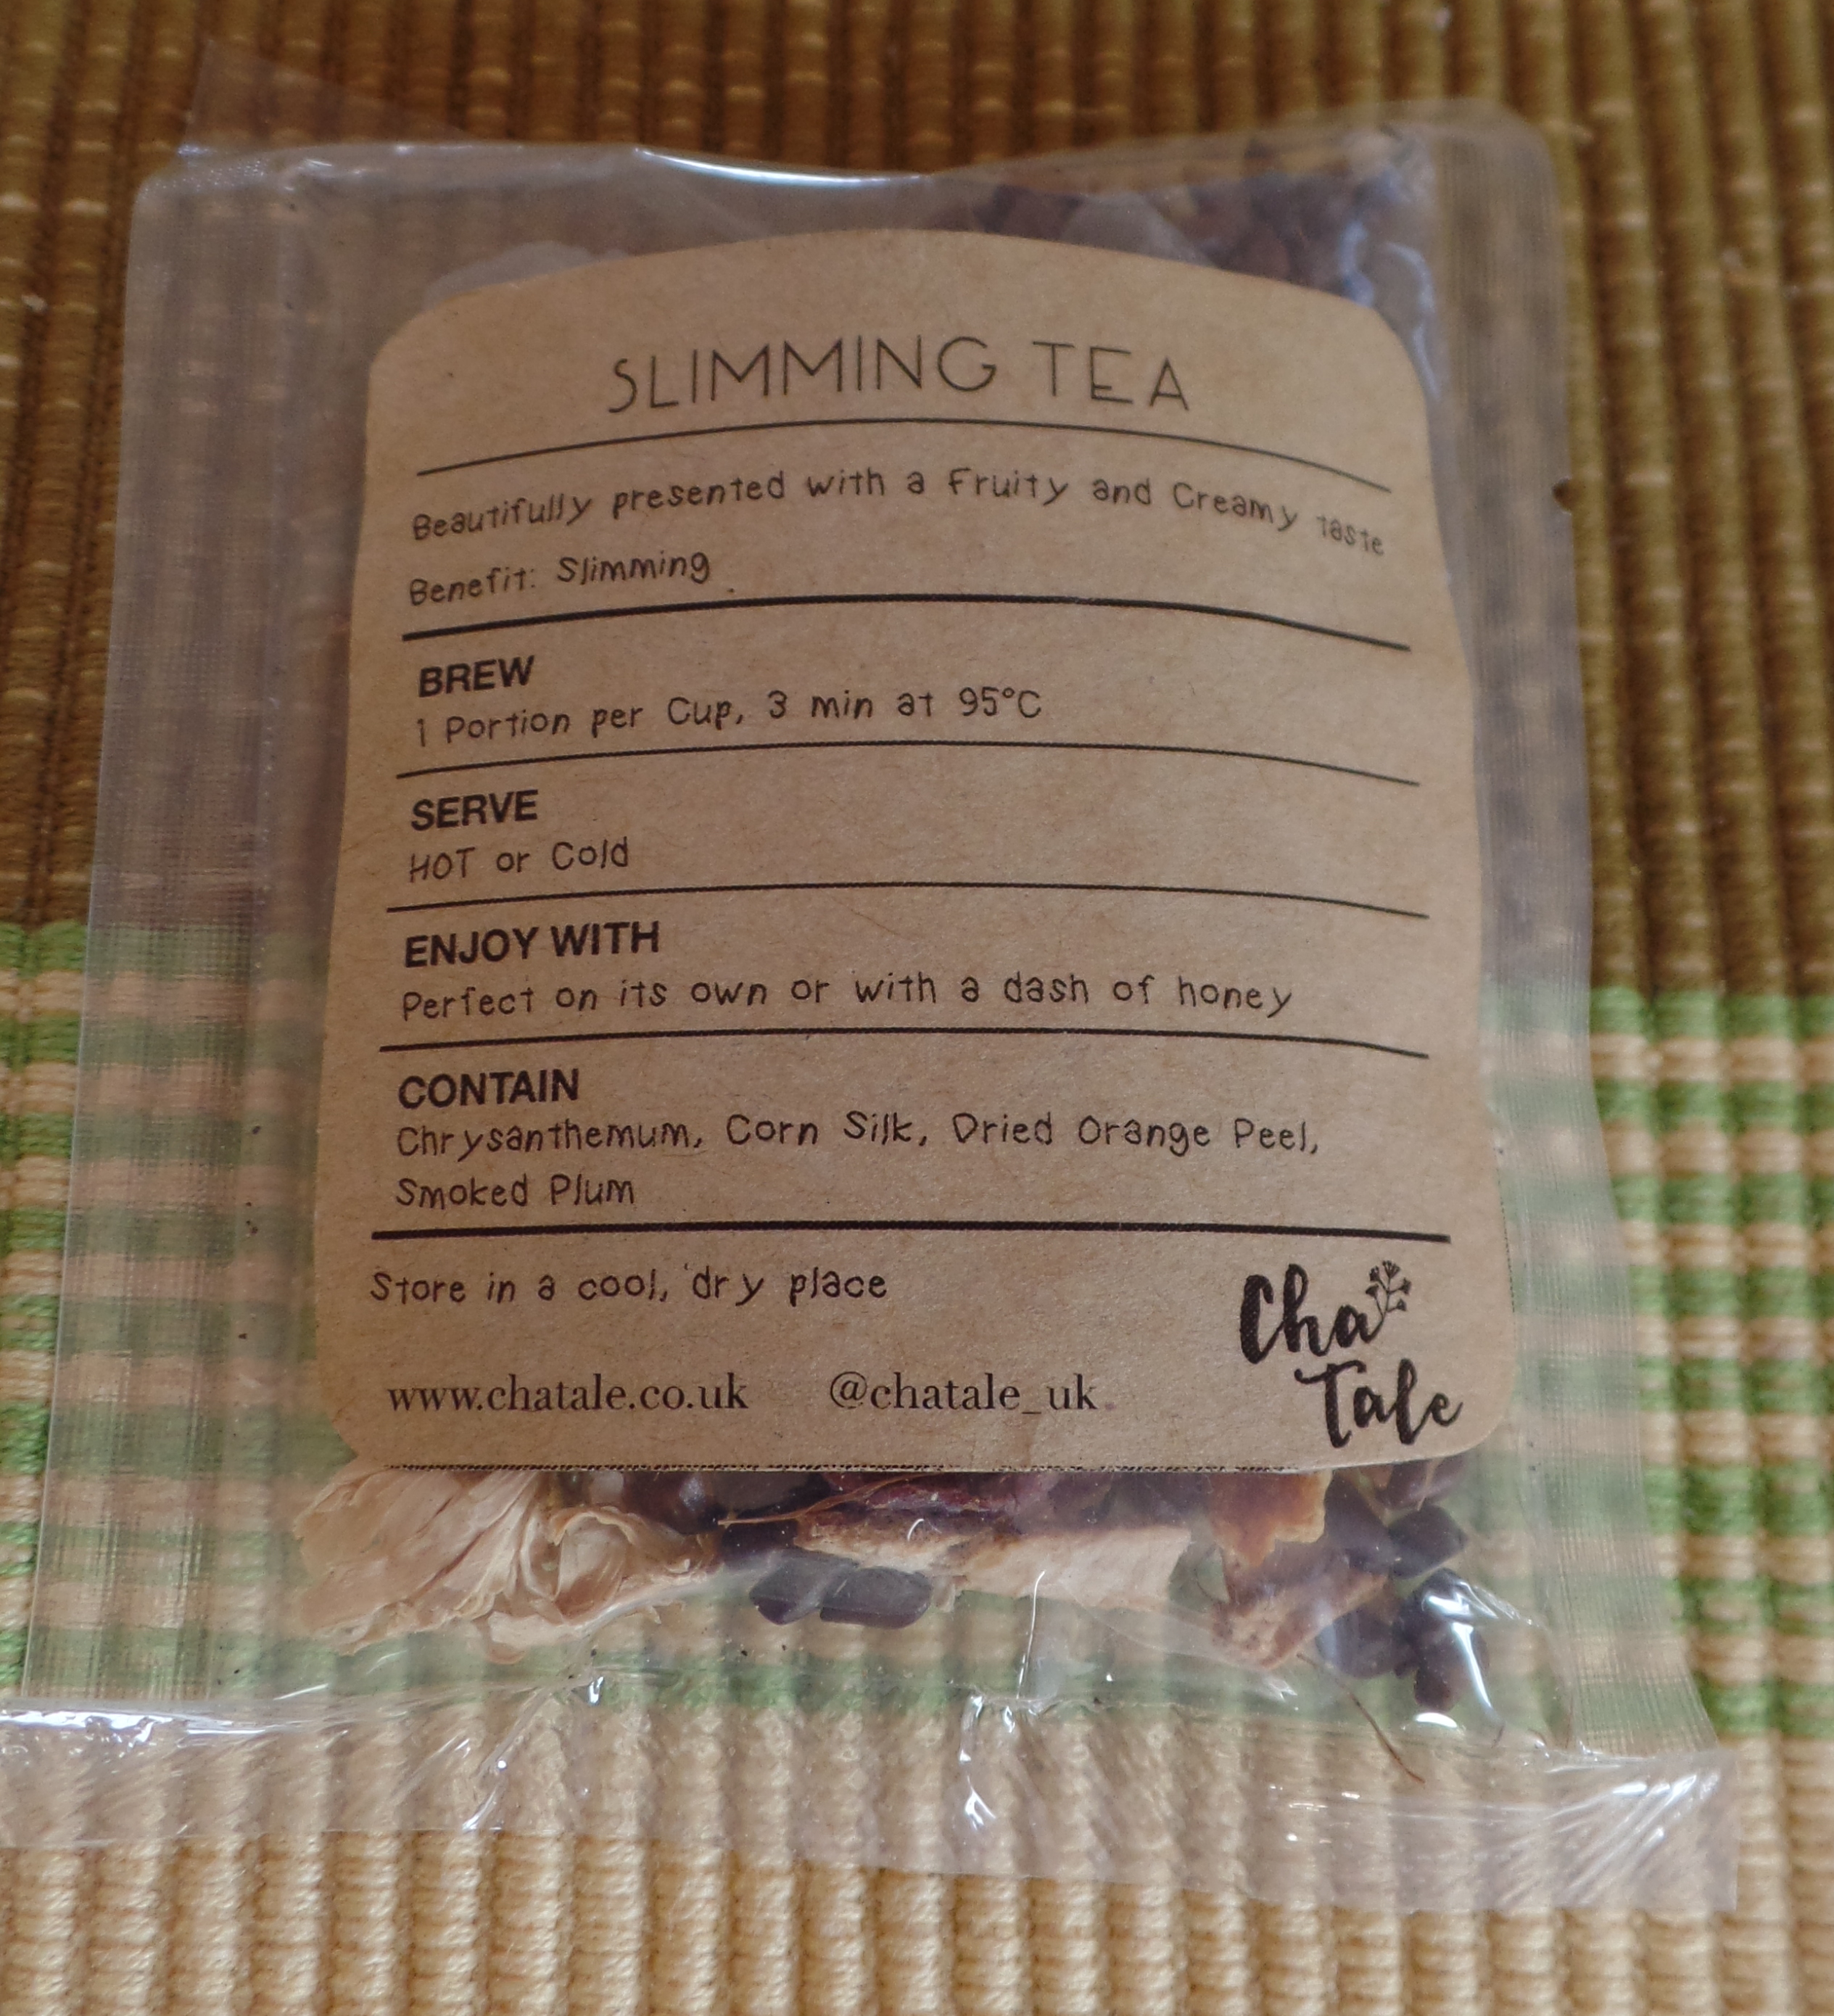 SLIMMING TEA
Beautifully presented with a Fruity and Creamy taste
Benefit: Slimming
BREW
1 Portion per Cup, 3 min at 95°C
SERVE
HOT or Cold
ENJOY WITH
Perfect on its own or with a dash of honey
CONTAIN
Chrysanthemum, Corn Silk, Dried Orange Peel,
Smoked Plum
Store in a cool, dry place
www.chatale.co.uk @chatale_uk
Cha
Tale